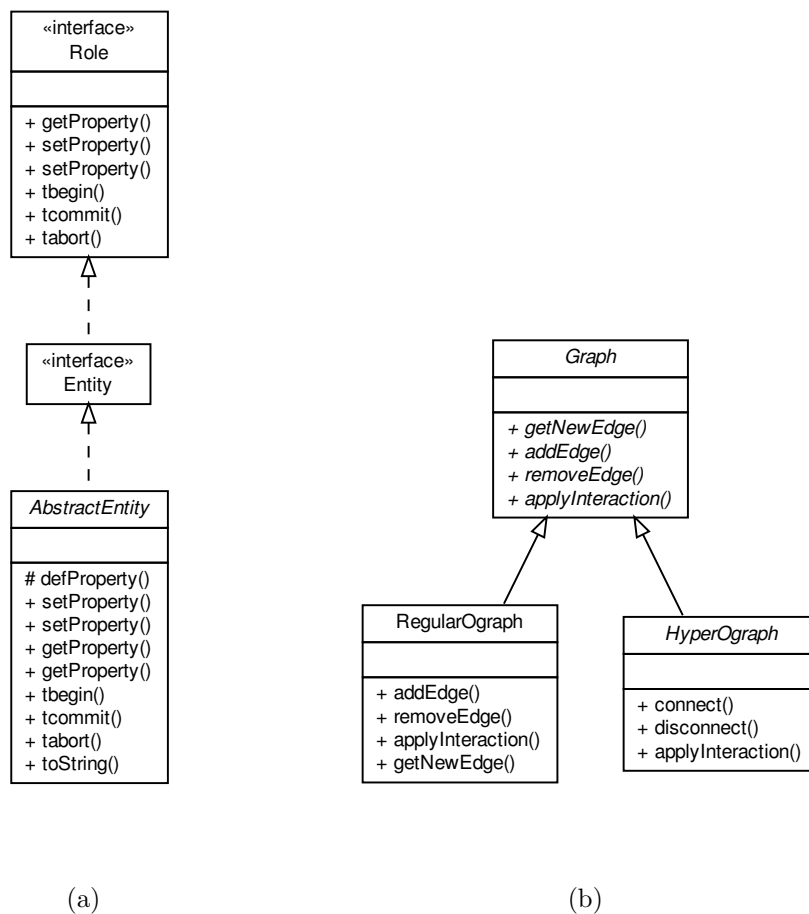 «interface»
Role
+ getProperty()
+ setProperty()
+ setProperty()
+ tbegin()
+ tcommit()
+ tabort()
«interface»
Entity
AbstractEntity
# defProperty()
+ setProperty()
+ setProperty()
+ getProperty()
+ getProperty()
+ tbegin()
+ tcommit()
+ tabort()
+ toString()
(a)
Graph
+ getNewEdge()
+ addEdge()
+ removeEdge()
+ applyInteraction()
RegularOgraph
+ addEdge()
+ removeEdge()
+ applyInteraction()
+ getNewEdge()
HyperOgraph
+ connect()
+ disconnect()
+ applyInteraction()
(b)